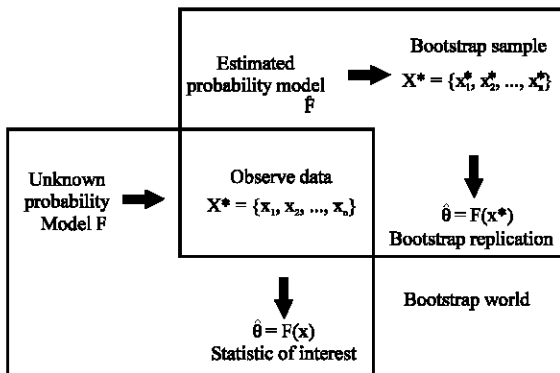 Estimated
probability model
F̂
Bootstrap sample
X* = {x*₁, x*₂, ..., x*ₙ}
Unknown
probability
Model F
Observe data
X* = {x₁, x₂, ..., xₙ}
θ̂ = F(x*)
Bootstrap replication
θ̂ = F(x)
Statistic of interest
Bootstrap world